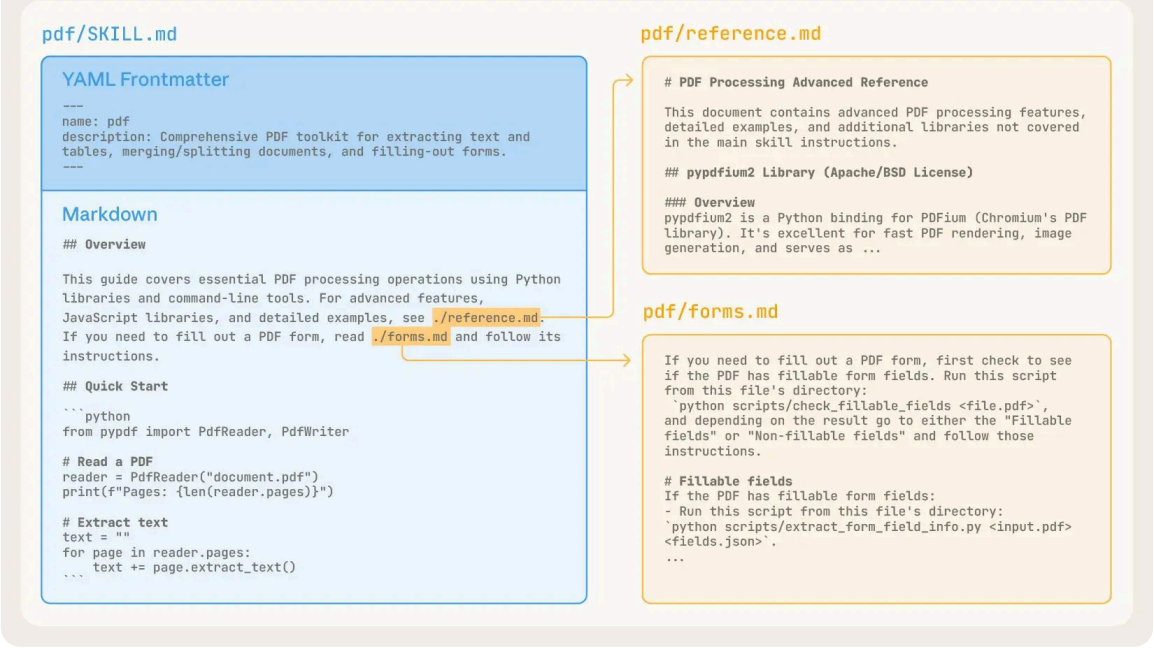 pdf/SKILL.md
YAML Frontmatter
---
name: pdf
description: Comprehensive PDF toolkit for extracting text and
tables, merging/splitting documents, and filling-out forms.
---
Markdown
## Overview
This guide covers essential PDF processing operations using Python
libraries and command-line tools. For advanced features,
JavaScript libraries, and detailed examples, see ./reference.md.
If you need to fill out a PDF form, read ./forms.md and follow its
instructions.
## Quick Start
```python
from pypdf import PdfReader, PdfWriter
# Read a PDF
reader = PdfReader("document.pdf")
print(f"Pages: {len(reader.pages)}")
# Extract text
text = ""
for page in reader.pages:
    text += page.extract_text()
```
pdf/reference.md
# PDF Processing Advanced Reference
This document contains advanced PDF processing features,
detailed examples, and additional libraries not covered
in the main skill instructions.
## pypdfium2 Library (Apache/BSD License)
### Overview
pypdfium2 is a Python binding for PDFium (Chromium's PDF
library). It's excellent for fast PDF rendering, image
generation, and serves as ...
pdf/forms.md
If you need to fill out a PDF form, first check to see
if the PDF has fillable form fields. Run this script
from this file's directory:
 `python scripts/check_fillable_fields <file.pdf>`,
and depending on the result go to either the "Fillable
fields" or "Non-fillable fields" and follow those
instructions.
# Fillable fields
If the PDF has fillable form fields:
- Run this script from this file's directory:
`python scripts/extract_form_field_info.py <input.pdf>
<fields.json>`.
...